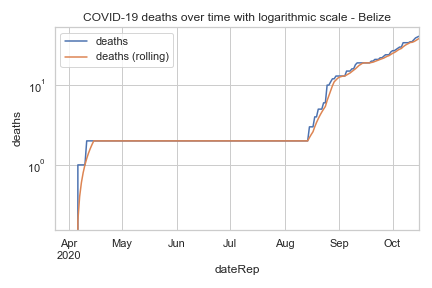 COVID-19 deaths over time with logarithmic scale - Belize
deaths
deaths (rolling)
10¹
10⁰
deaths
Apr
2020
May
Jun
Jul
Aug
Sep
Oct
dateRep